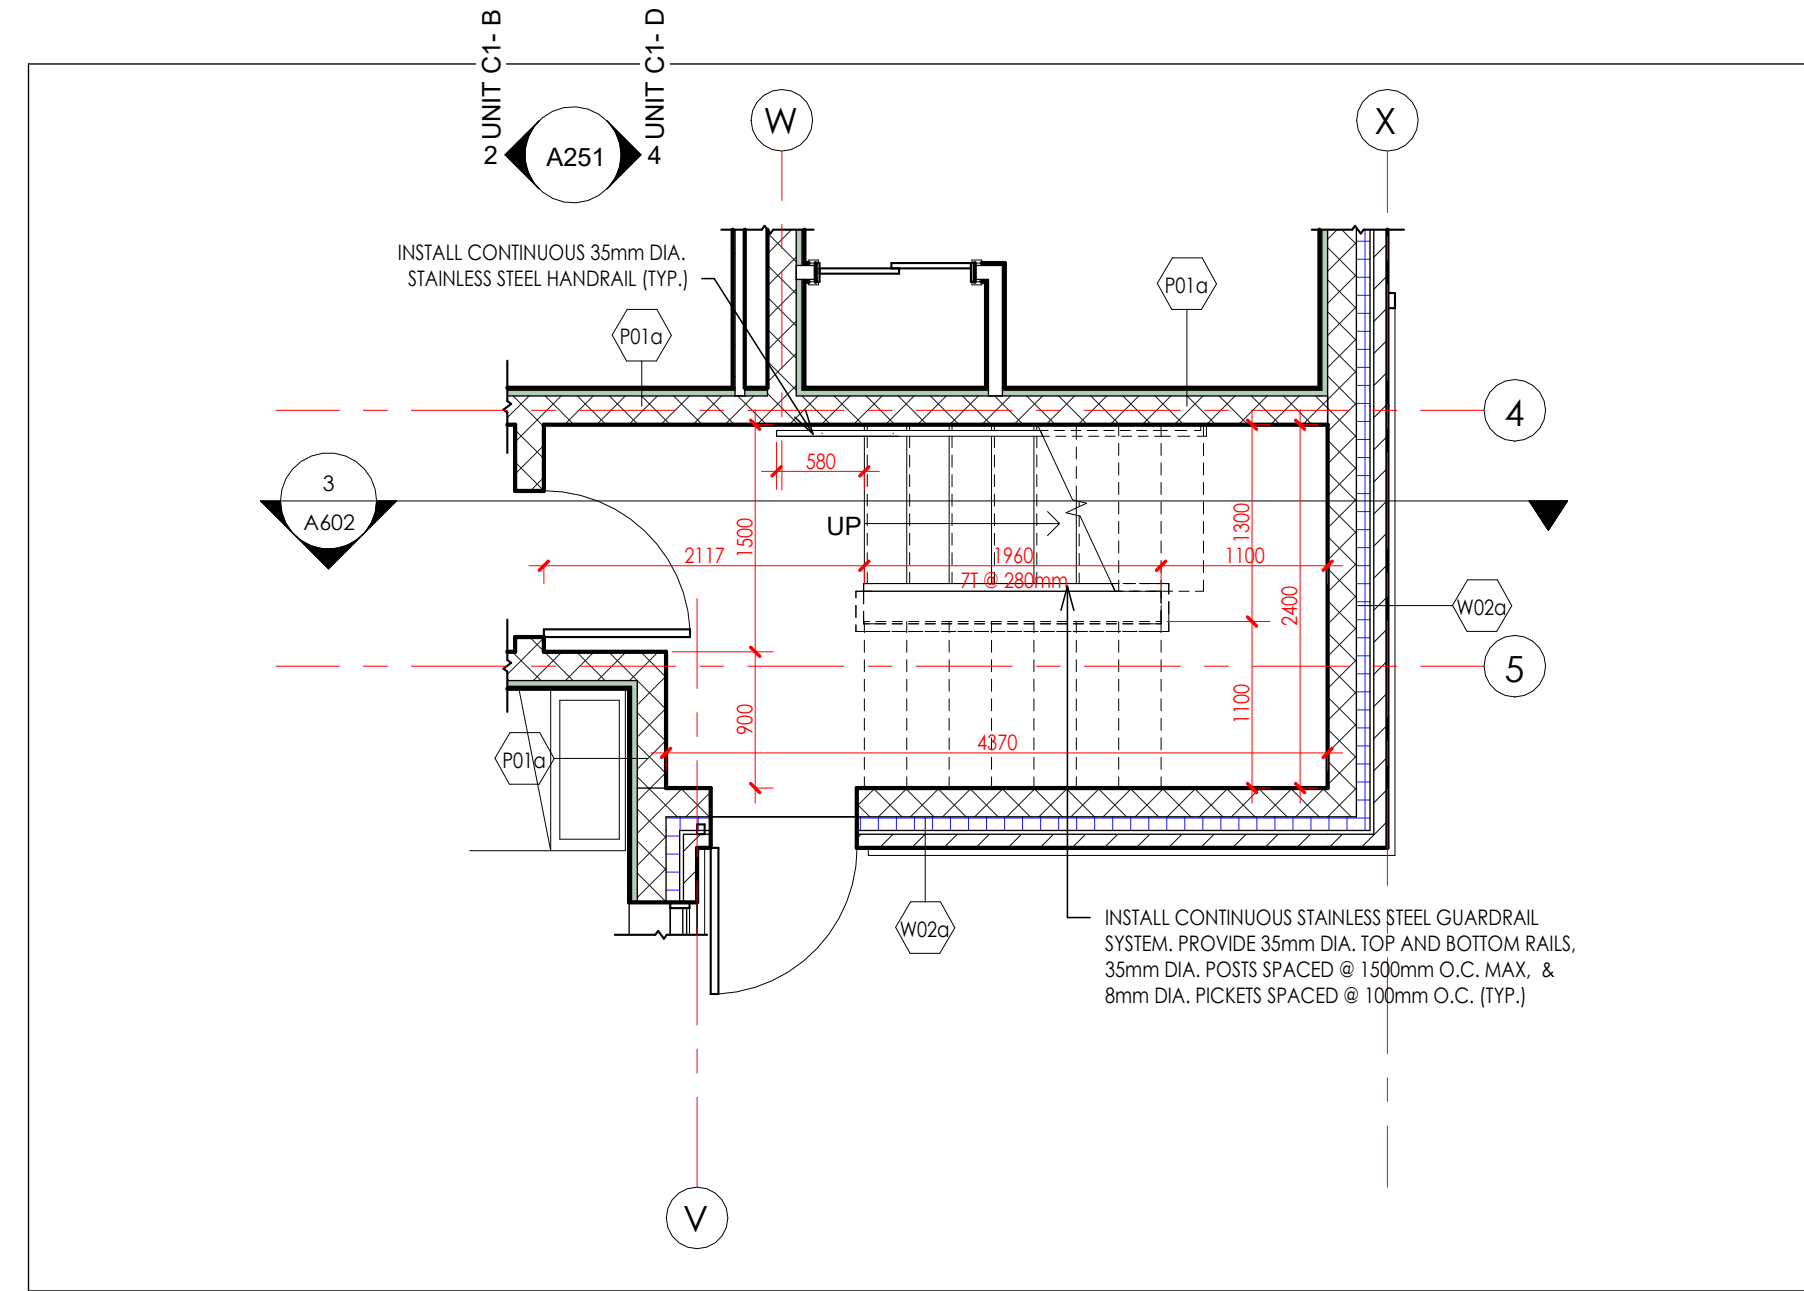 UNIT C1- B
UNIT C1- D
2
A251
4
W
X
INSTALL CONTINUOUS 35mm DIA.
STAINLESS STEEL HANDRAIL (TYP.)
P01a
P01a
4
3
A602
580
UP
1500
1300
2117
1960
1100
7T @ 280mm
2400
W02a
5
900
1100
4370
P01a
W02a
INSTALL CONTINUOUS STAINLESS STEEL GUARDRAIL
SYSTEM. PROVIDE 35mm DIA. TOP AND BOTTOM RAILS,
35mm DIA. POSTS SPACED @ 1500mm O.C. MAX, &
8mm DIA. PICKETS SPACED @ 100mm O.C. (TYP.)
V